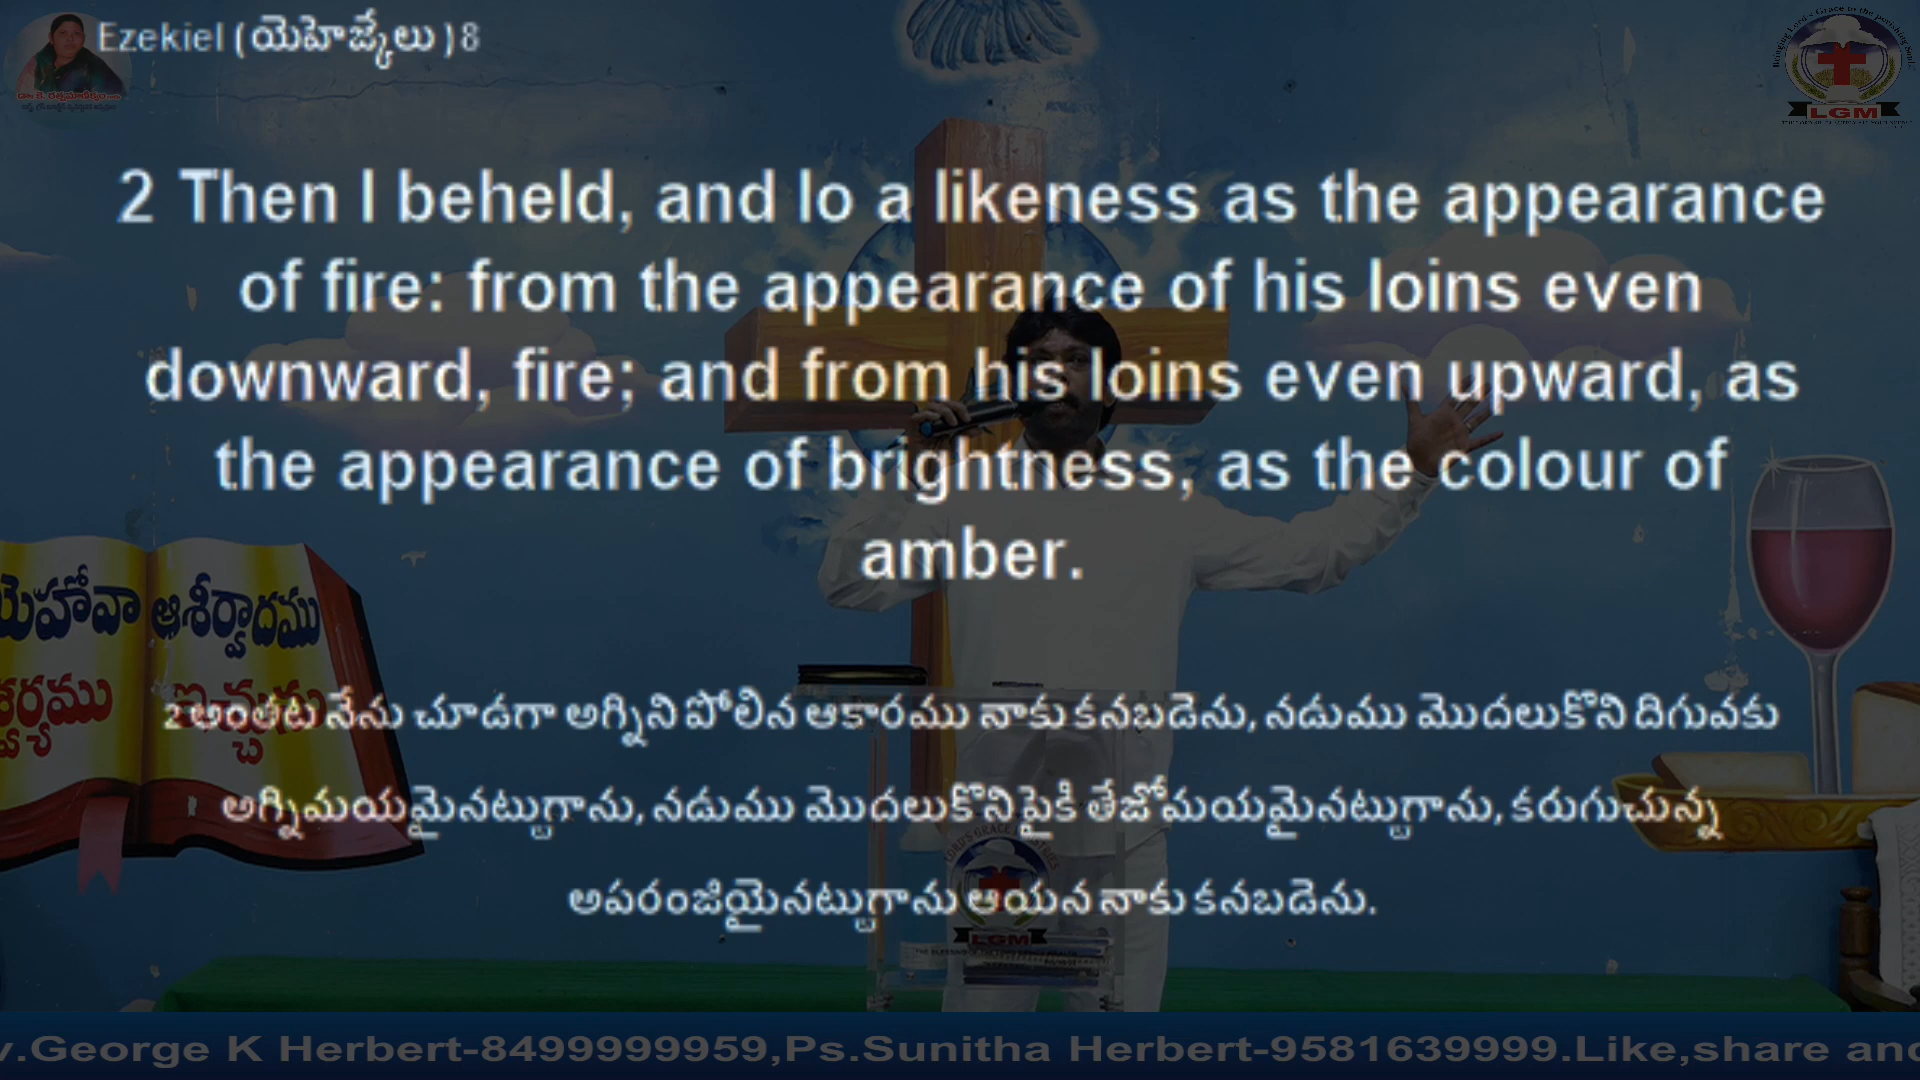 Ezekiel (యెహెజ్కేలు ) 8
2 Then I beheld, and lo a likeness as the appearance
of fire: from the appearance of his loins even
downward, fire; and from his loins even upward, as
the appearance of brightness, as the colour of
amber.
2 అంతట నేను చూడగా అగ్నిని పోలిన ఆకారము నాకు కనబడెను, నడుము మొదలుకొని దిగువకు
అగ్నిమయమైనట్టుగాను, నడుము మొదలుకొని పైకి తేజోమయమైనట్టుగాను, కరుగుచున్న
అపరంజియైనట్టుగాను ఆయన నాకు కనబడెను.
యెహోవా ఆశీర్వాదము
ఇచ్చును
LGM
LGM
v.George K Herbert-8499999959,Ps.Sunitha Herbert-9581639999.Like,share and